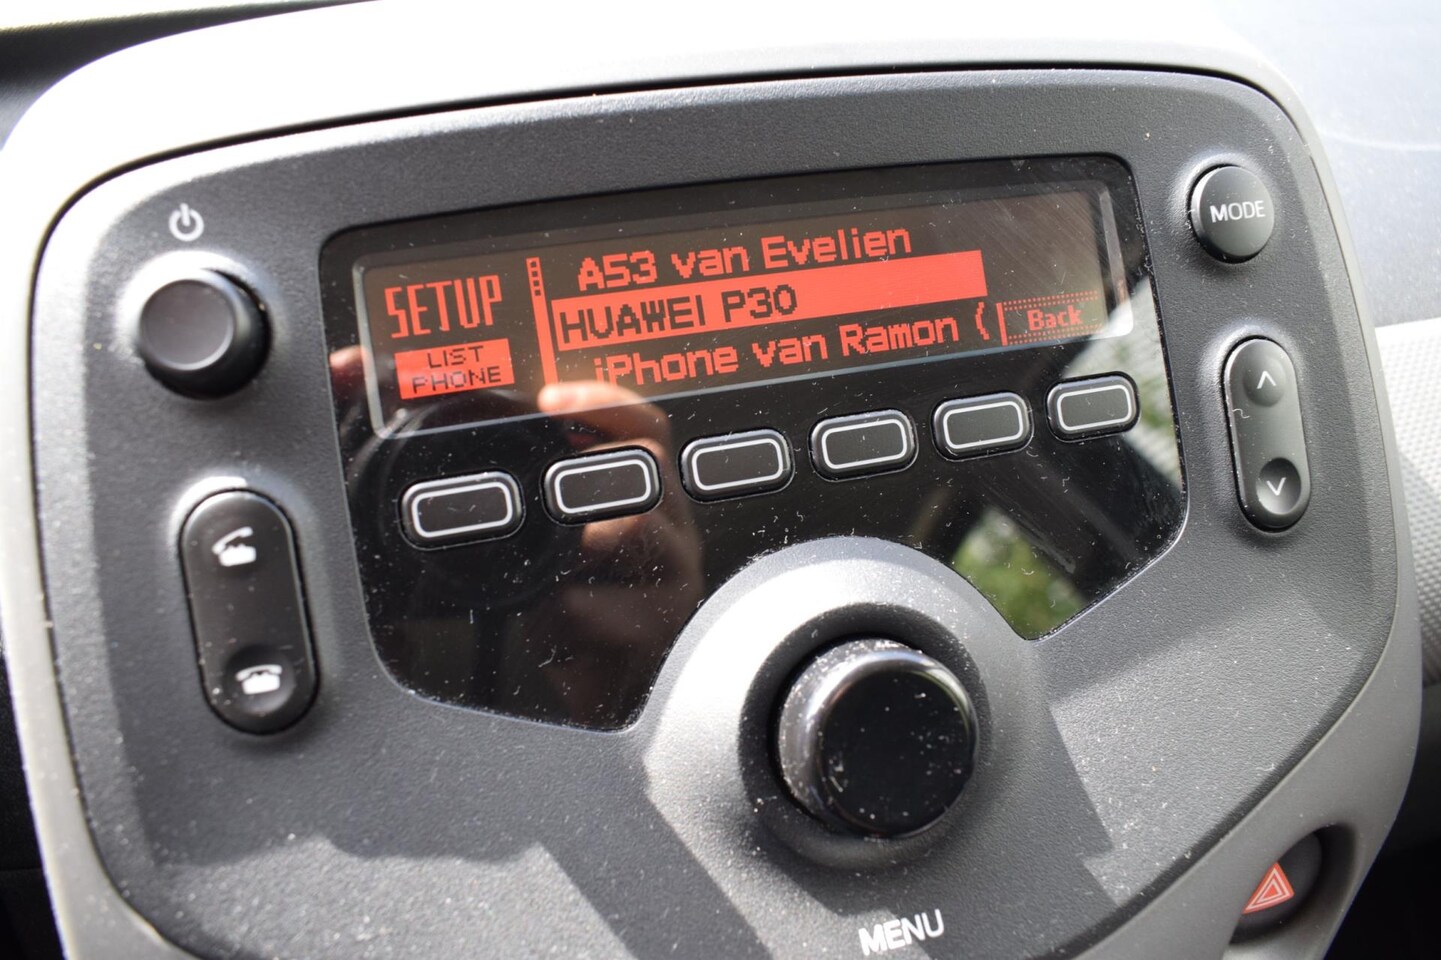 MODE
SETUP
LIST
PHONE
A53 van Evelien
HUAWEI P30
iPhone van Ramon (
Back
MENU